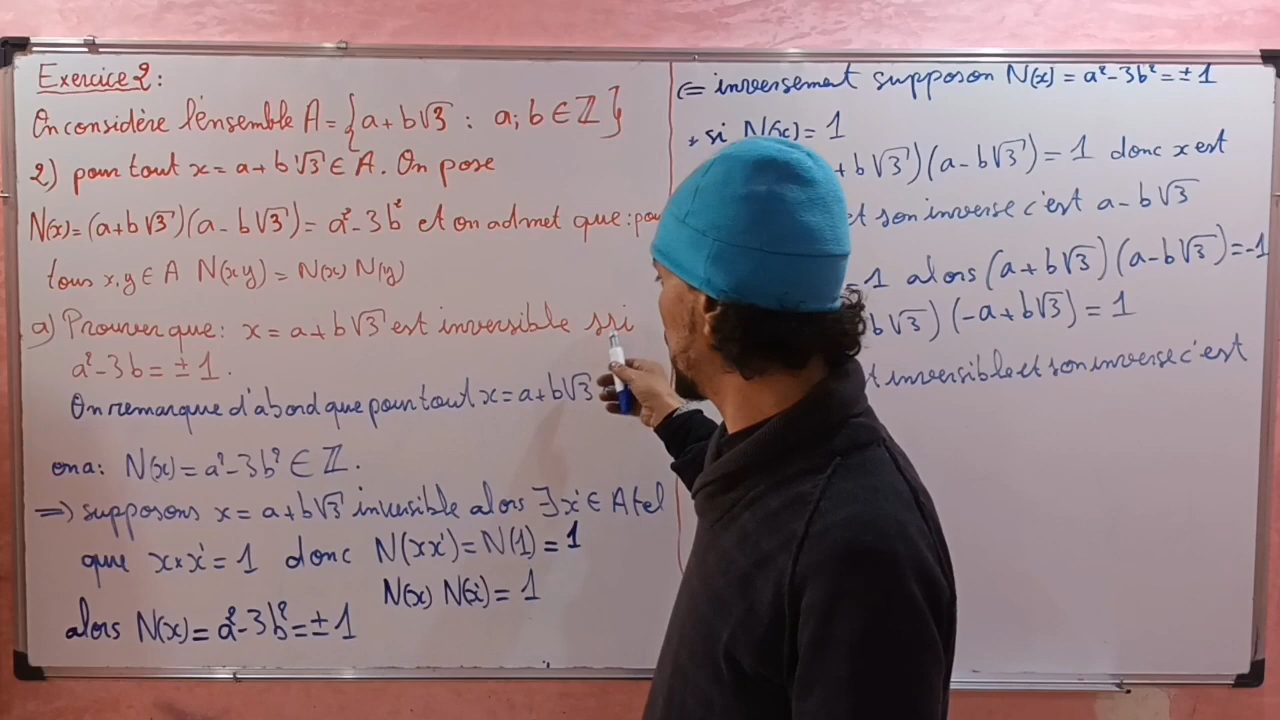 Exercice 2:
On considère l'énsemble A = {a+b√3 : a; b ∈ ℤ}
2) pour tout x = a+b√3 ∈ A. On pose
N(x) = (a+b√3)(a-b√3) = a²-3b² et on admet que : pou
tous x,y ∈ A N(xy) = N(x) N(y)
a) Prouver que: x = a+b√3 est inversible ssi
a²-3b = ±1.
On remarque d'abord que pour tout x = a+b√3
on a: N(x) = a²-3b² ∈ ℤ.
=) supposons x = a+b√3 inversible alors ∃x' ∈ A tel
que x×x' = 1 donc N(xx') = N(1) = 1
N(x) N(x') = 1
alors N(x) = a²-3b² = ±1
(= inversement supposon N(x) = a²-3b² = ±1
* si N(x) = 1
+b√3)(a-b√3) = 1 donc x est
et son inverse c'est a-b√3
1 alors (a+b√3)(a-b√3) = -1
b√3)(-a+b√3) = 1
t inversible et son inverse c'est